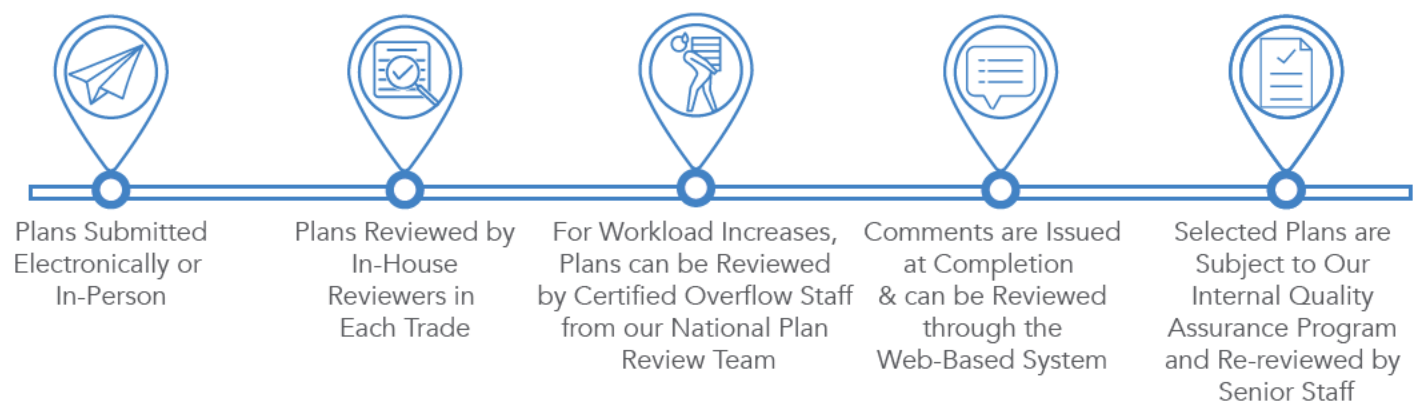 Plans Submitted
Electronically or
In-Person
Plans Reviewed by
In-House
Reviewers in
Each Trade
For Workload Increases,
Plans can be Reviewed
by Certified Overflow Staff
from our National Plan
Review Team
Comments are Issued
at Completion
& can be Reviewed
through the
Web-Based System
Selected Plans are
Subject to Our
Internal Quality
Assurance Program
and Re-reviewed by
Senior Staff